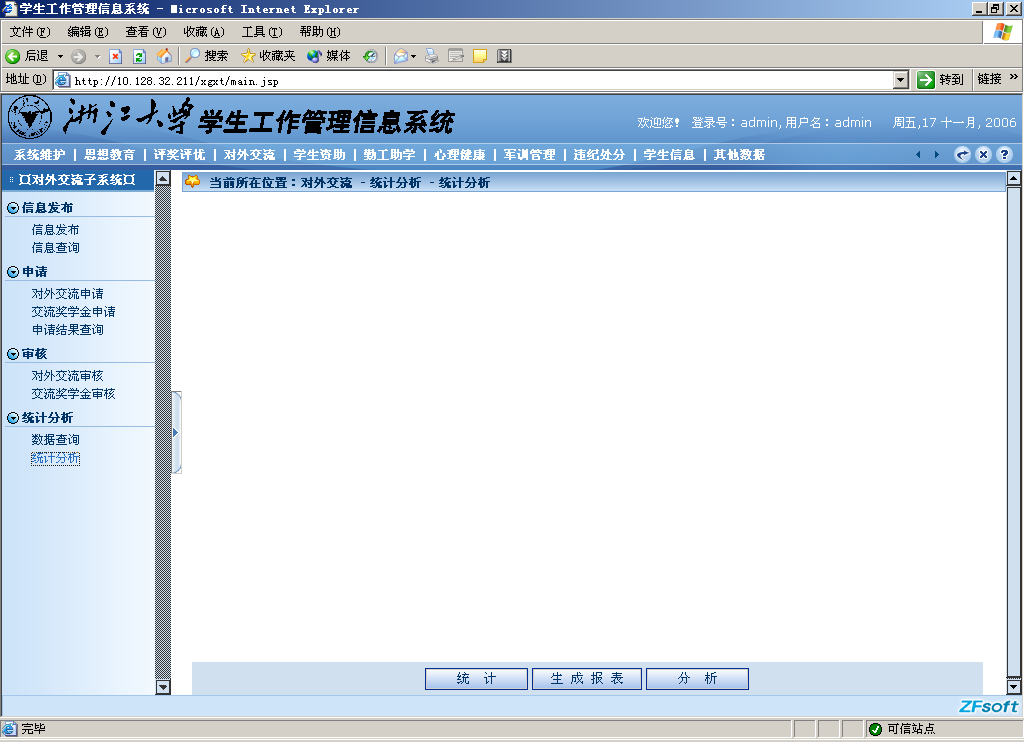 学生工作管理信息系统 - Microsoft Internet Explorer
文件(F) 编辑(E) 查看(V) 收藏(A) 工具(T) 帮助(H)
后退 搜索 收藏夹 媒体
地址(D) http://10.128.32.211/xgxt/main.jsp 转到 链接 »
浙江大学 学生工作管理信息系统 欢迎您! 登录号：admin,用户名：admin 周五,17 十一月, 2006
系统维护 | 思想教育 | 评奖评优 | 对外交流 | 学生资助 | 勤工助学 | 心理健康 | 军训管理 | 违纪处分 | 学生信息 | 其他数据
¤对外交流子系统¤
当前所在位置：对外交流 - 统计分析 - 统计分析
信息发布
信息发布
信息查询
申请
对外交流申请
交流奖学金申请
申请结果查询
审核
对外交流审核
交流奖学金审核
统计分析
数据查询
统计分析
统 计 生 成 报 表 分 析
ZFsoft
完毕 可信站点